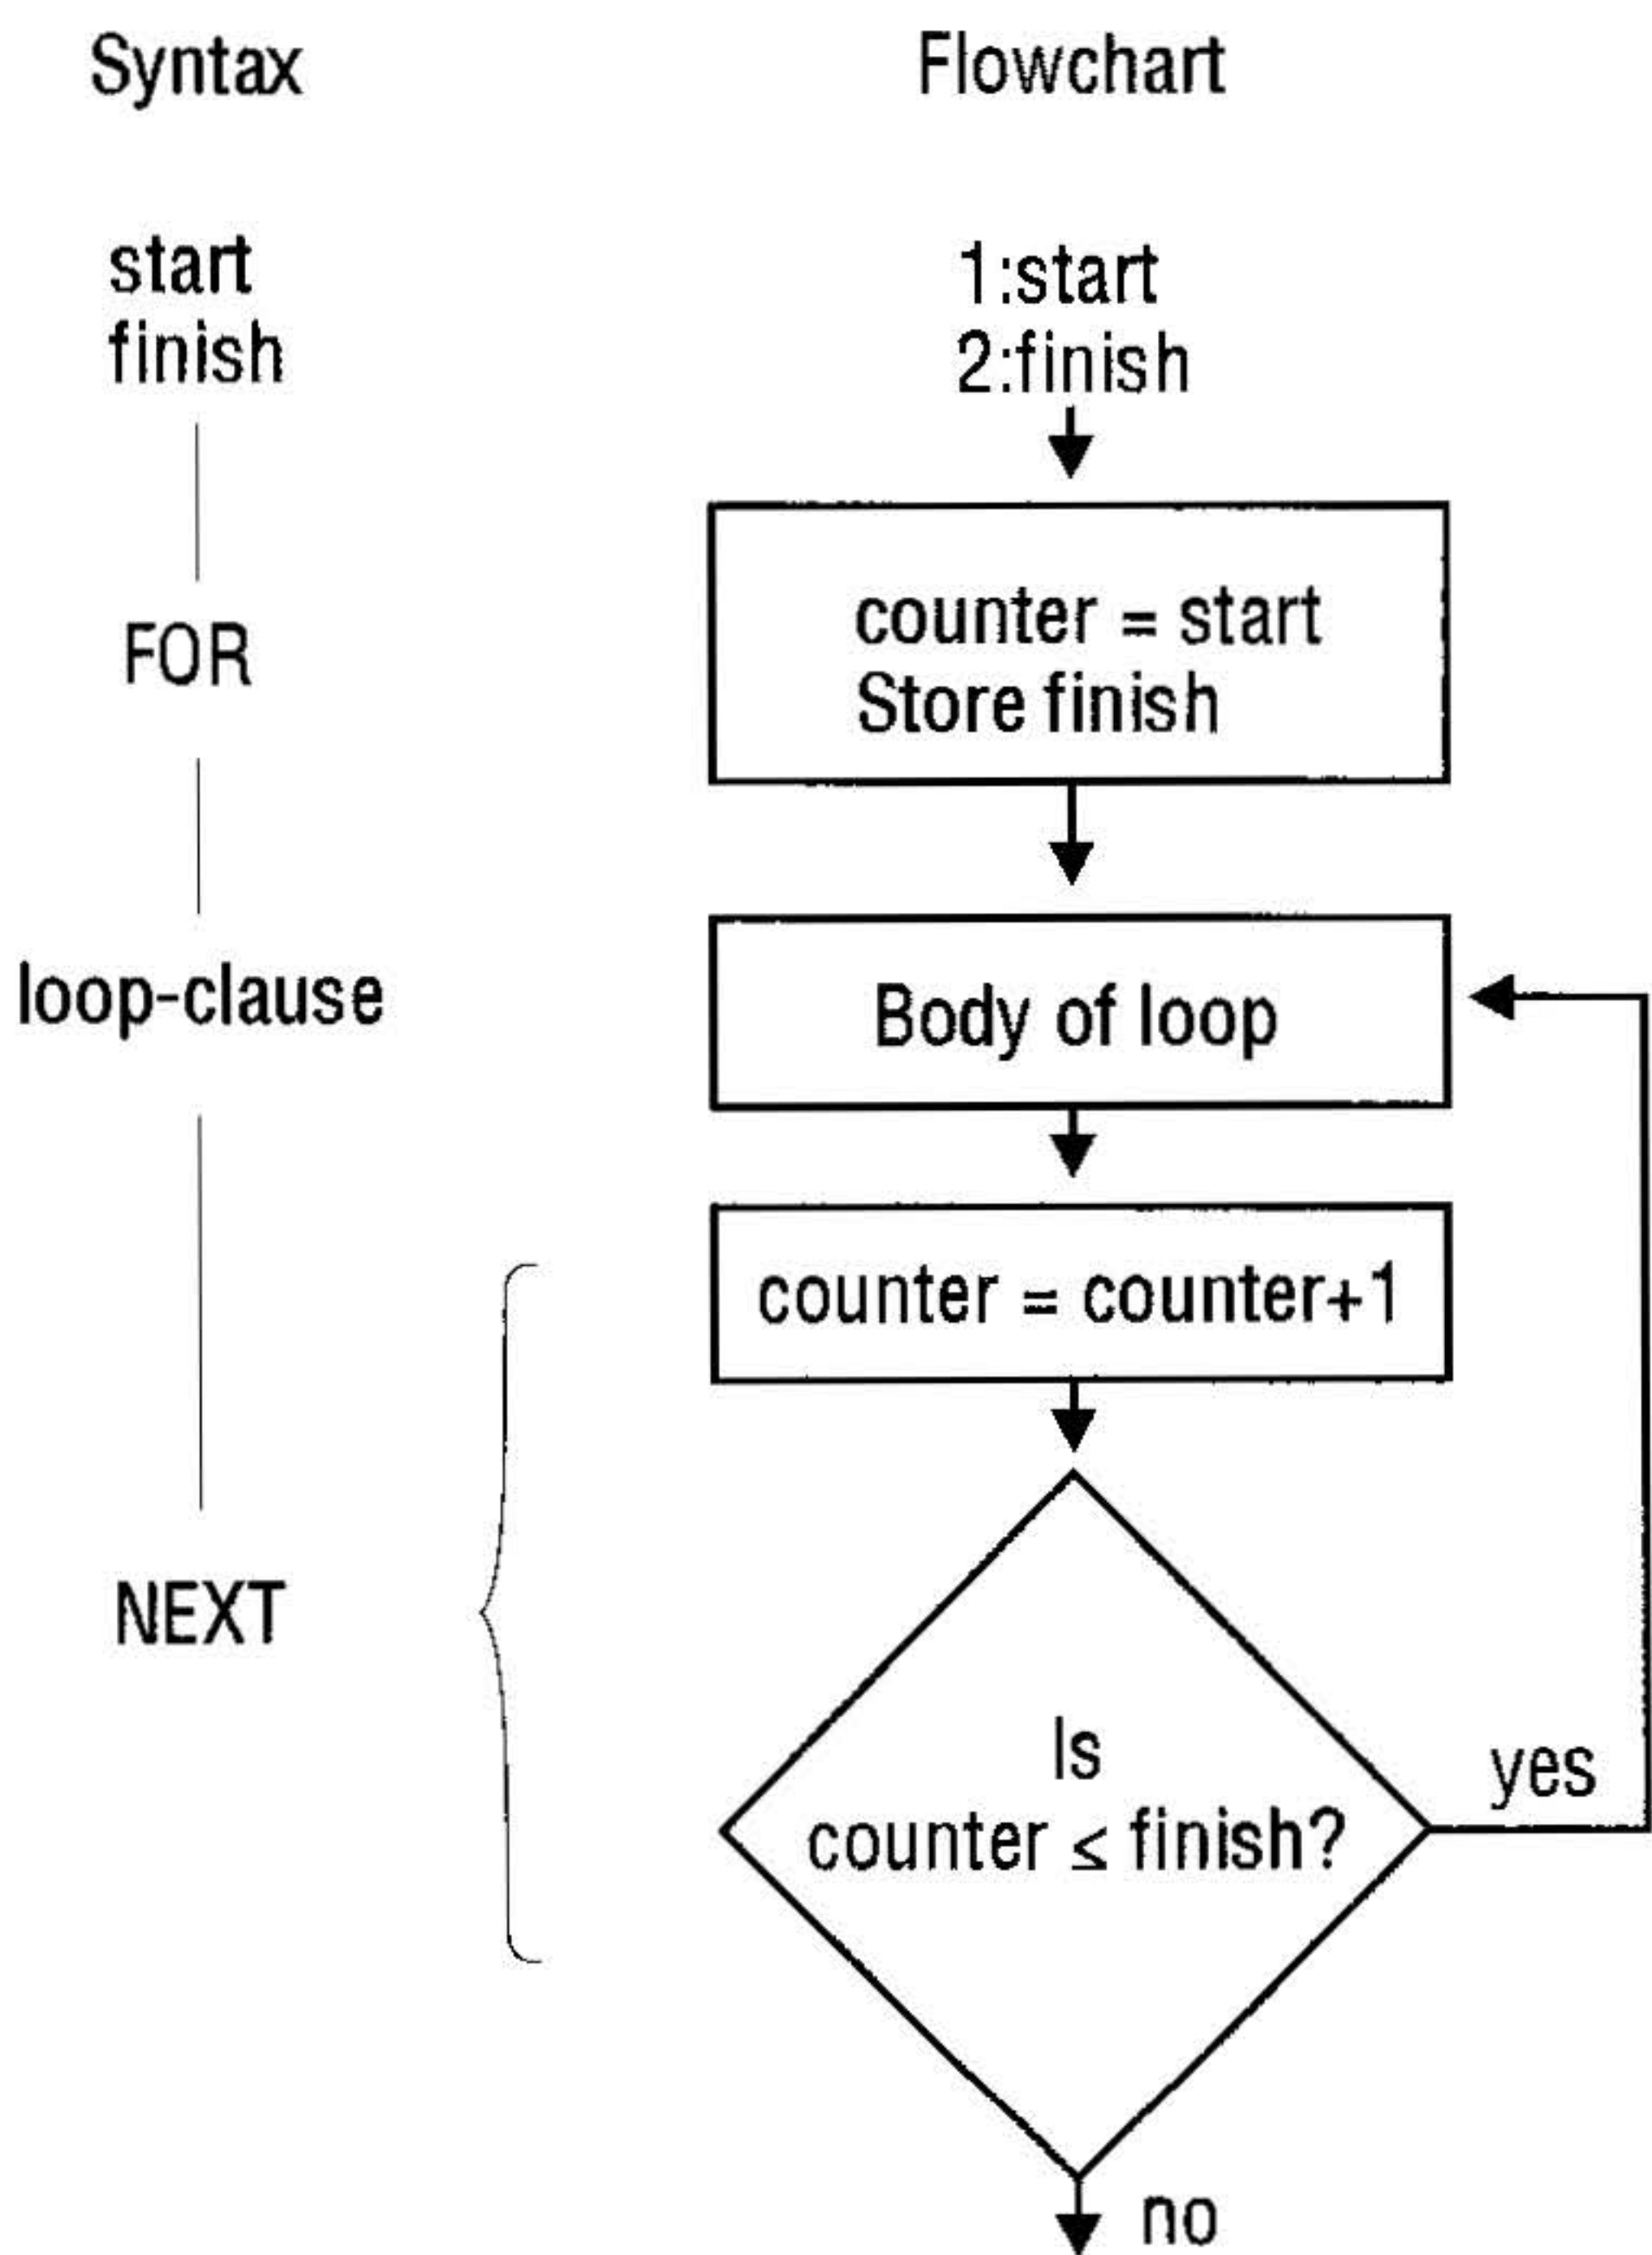 Syntax
start
finish
FOR
loop-clause
NEXT
Flowchart
1:start
2:finish
counter = start
Store finish
Body of loop
counter = counter+1
Is
counter ≤ finish?
yes
no